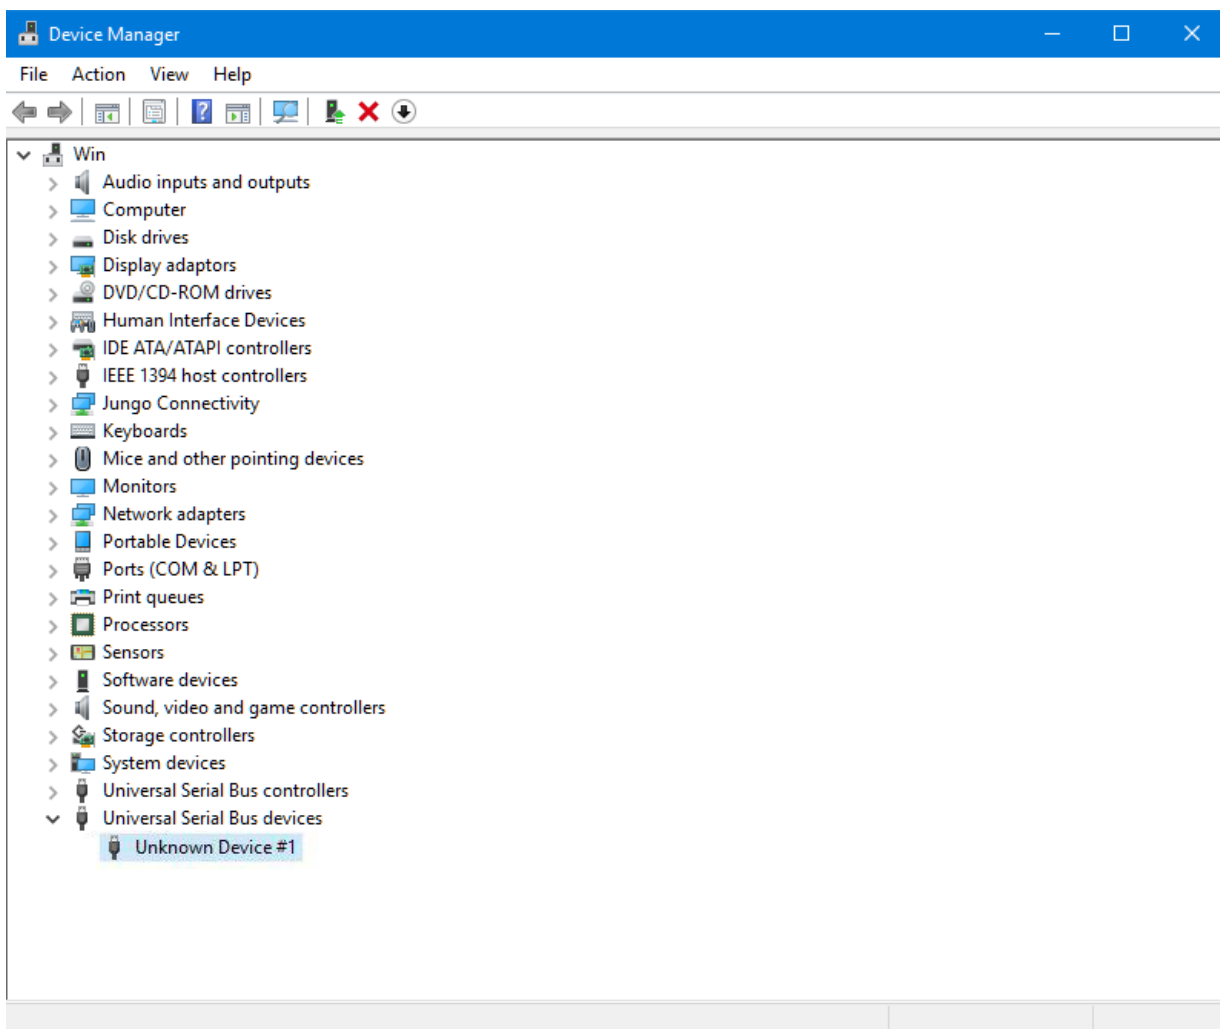 Device Manager
File Action View Help
Win
Audio inputs and outputs
Computer
Disk drives
Display adaptors
DVD/CD-ROM drives
Human Interface Devices
IDE ATA/ATAPI controllers
IEEE 1394 host controllers
Jungo Connectivity
Keyboards
Mice and other pointing devices
Monitors
Network adapters
Portable Devices
Ports (COM & LPT)
Print queues
Processors
Sensors
Software devices
Sound, video and game controllers
Storage controllers
System devices
Universal Serial Bus controllers
Universal Serial Bus devices
Unknown Device #1